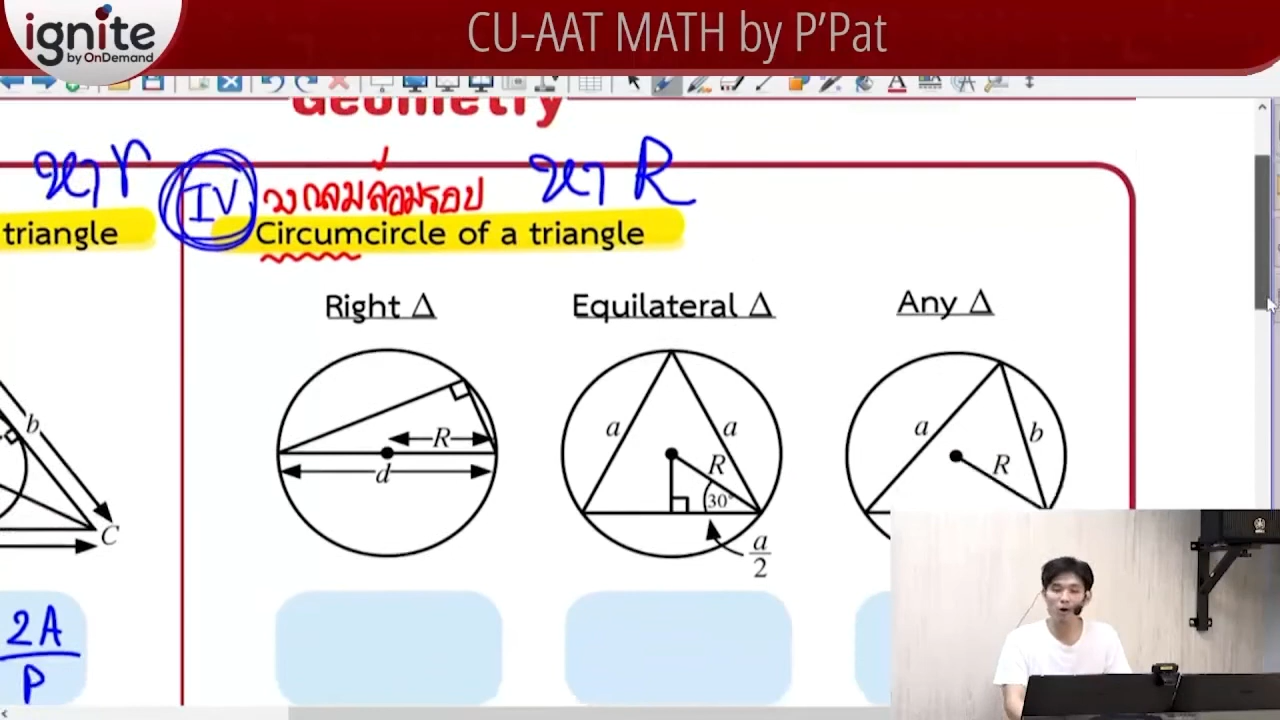 ignite
by OnDemand
CU-AAT MATH by P'Pat
Geometry
หา r
IV วงกลมล้อมรอบ หา R
triangle
Circumcircle of a triangle
Right Δ
Equilateral Δ
Any Δ
b
C
R
d
a
a
R
30°
a
2
a
b
R
2A
P